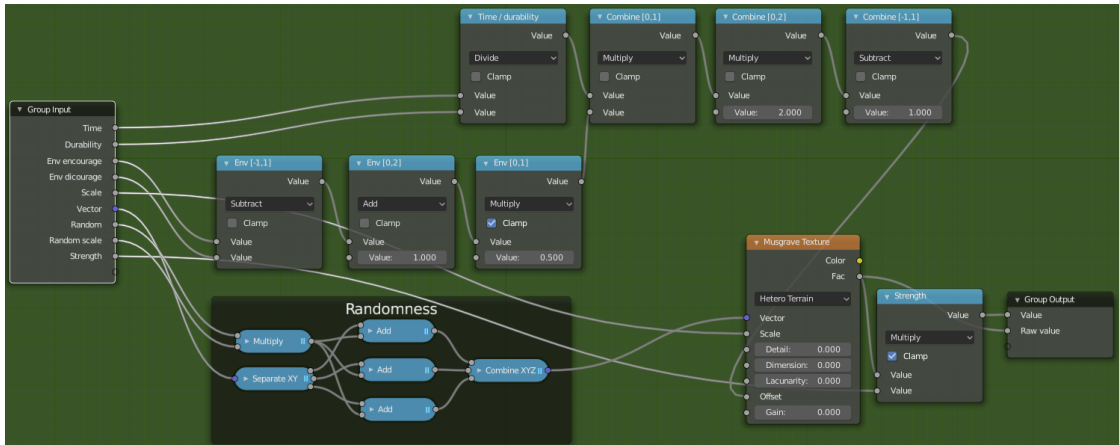 Time / durability
Value
Divide
Clamp
Value
Value
Combine [0,1]
Value
Multiply
Clamp
Value
Value
Combine [0,2]
Value
Multiply
Clamp
Value
Value: 2.000
Combine [-1,1]
Value
Subtract
Clamp
Value
Value: 1.000
Group Input
Time
Durability
Env encourage
Env dicourage
Scale
Vector
Random
Random scale
Strength
Env [-1,1]
Value
Subtract
Clamp
Value
Value
Env [0,2]
Value
Add
Clamp
Value
Value: 1.000
Env [0,1]
Value
Multiply
Clamp
Value
Value: 0.500
Randomness
Multiply
Separate XY
Add
Add
Add
Combine XYZ
Musgrave Texture
Color
Fac
Hetero Terrain
Vector
Scale
Detail: 0.000
Dimension: 0.000
Lacunarity: 0.000
Offset
Gain: 0.000
Strength
Value
Multiply
Clamp
Value
Value
Group Output
Value
Raw value